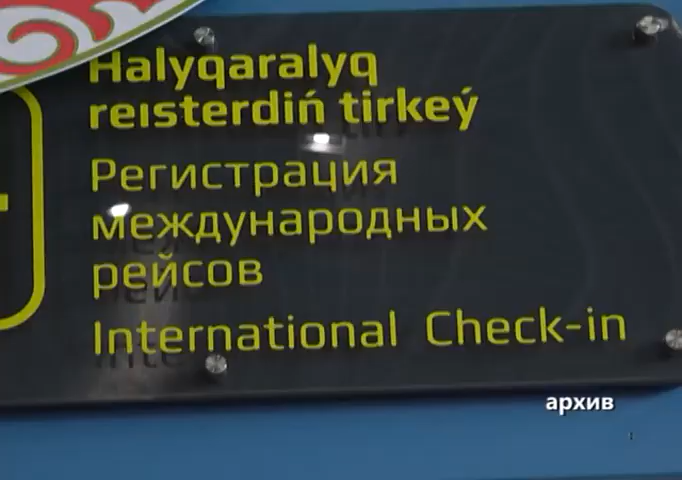 Halyqaralyq
reısterdiń tirkeý
Регистрация
международных
рейсов
International Check-in
архив